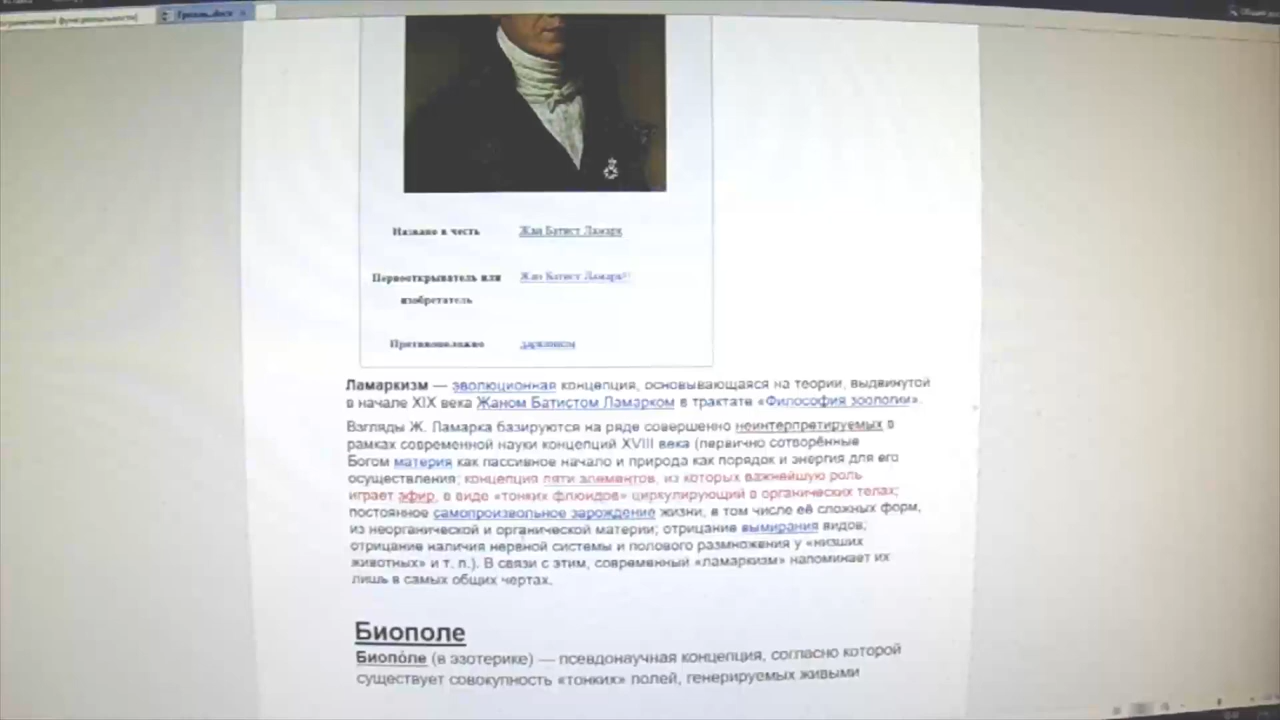 ограниченной функциональности)
Названо в честь Жан Батист Ламарк
Первооткрыватель или
изобретатель Жан Батист Ламарк
Противоположно дарвинизм
Ламаркизм — эволюционная концепция, основывающаяся на теории, выдвинутой
в начале XIX века Жаном Батистом Ламарком в трактате «Философия зоологии».
Взгляды Ж. Ламарка базируются на ряде совершенно неинтерпретируемых в
рамках современной науки концепций XVIII века (первично сотворённые
Богом материя как пассивное начало и природа как порядок и энергия для его
осуществления; концепция пяти элементов, из которых важнейшую роль
играет эфир, в виде «тонких флюидов» циркулирующий в органических телах;
постоянное самопроизвольное зарождение жизни, в том числе её сложных форм,
из неорганической и органической материи; отрицание вымирания видов;
отрицание наличия нервной системы и полового размножения у «низших
животных» и т. п.). В связи с этим, современный «ламаркизм» напоминает их
лишь в самых общих чертах.
Биополе
Биопо́ле (в эзотерике) — псевдонаучная концепция, согласно которой
существует совокупность «тонких» полей, генерируемых живыми